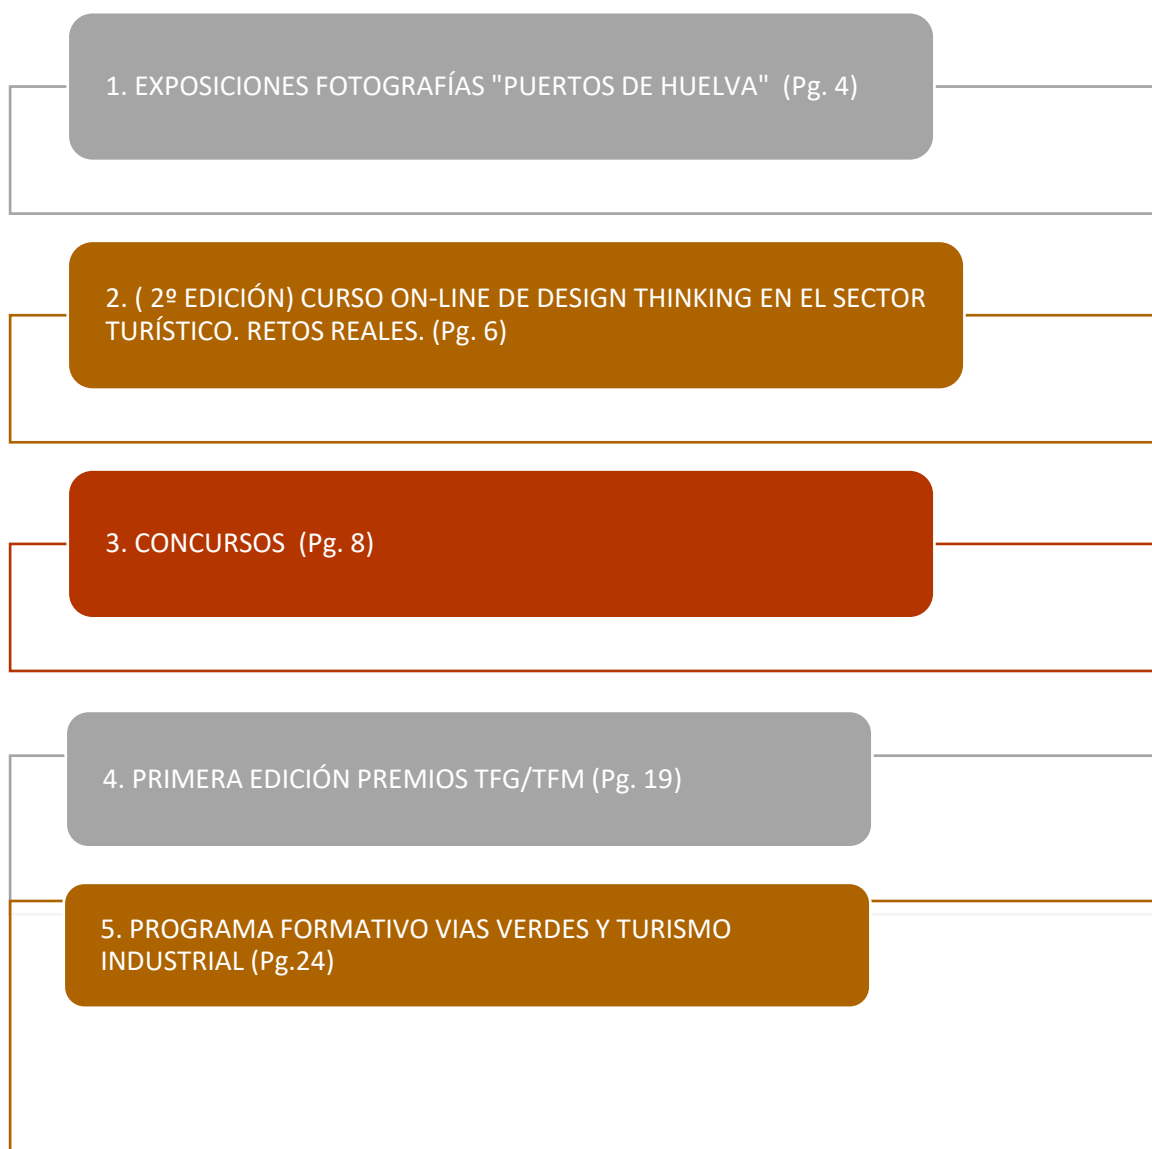 1. EXPOSICIONES FOTOGRAFÍAS "PUERTOS DE HUELVA"  (Pg. 4)
2. ( 2º EDICIÓN) CURSO ON-LINE DE DESIGN THINKING EN EL SECTOR
TURÍSTICO. RETOS REALES. (Pg. 6)
3. CONCURSOS  (Pg. 8)
4. PRIMERA EDICIÓN PREMIOS TFG/TFM (Pg. 19)
5. PROGRAMA FORMATIVO VIAS VERDES Y TURISMO
INDUSTRIAL (Pg.24)